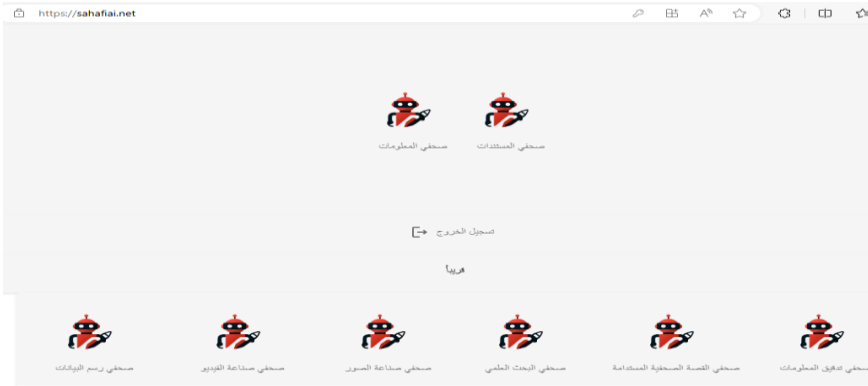 https://sahafiai.net
صحفي المستندات
صحفي المعلومات
تسجيل الخروج
قريباً
صحفي تدقيق المعلومات
صحفي القصة الصحفية المستدامة
صحفي البحث العلمي
صحفي صناعة الصور
صحفي صناعة الفيديو
صحفي رسم البيانات